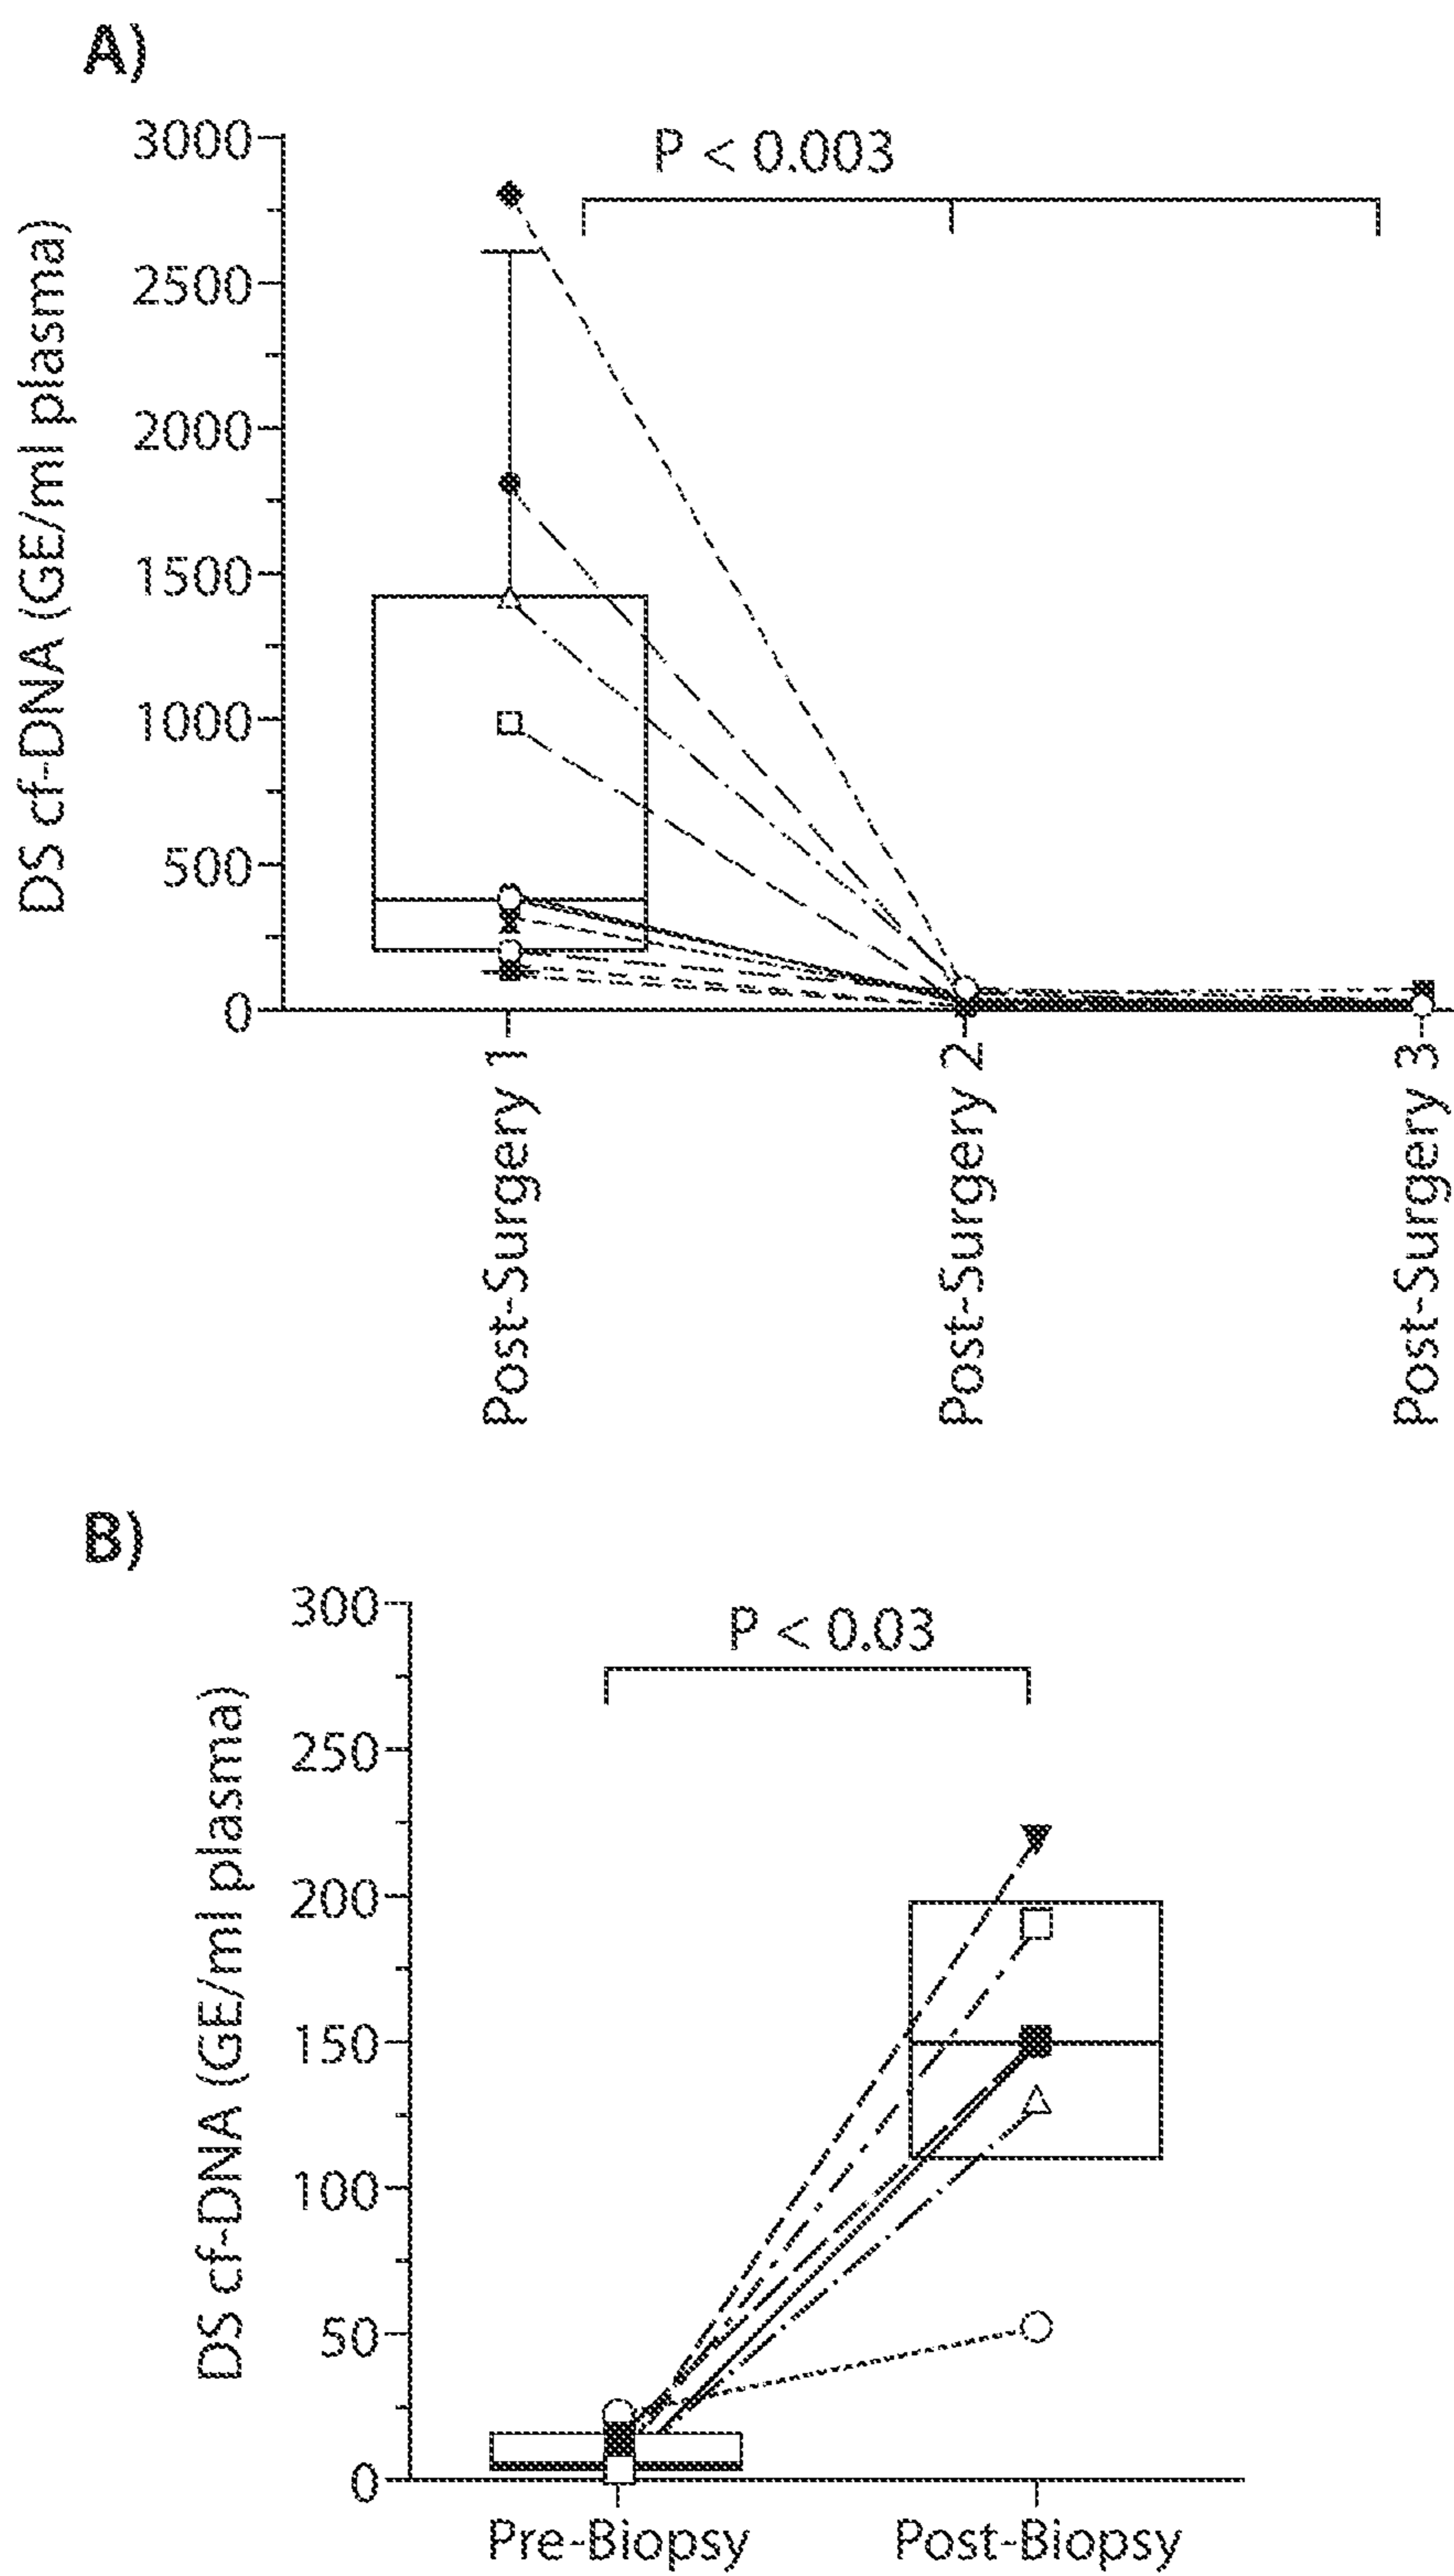 A)
3000
P < 0.003
2500
2000
1500
1000
500
0
DS cf-DNA (GE/ml plasma)
Post-Surgery 1
Post-Surgery 2
Post-Surgery 3
B)
300
P < 0.03
250
200
150
100
50
0
DS cf-DNA (GE/ml plasma)
Pre-Biopsy
Post-Biopsy